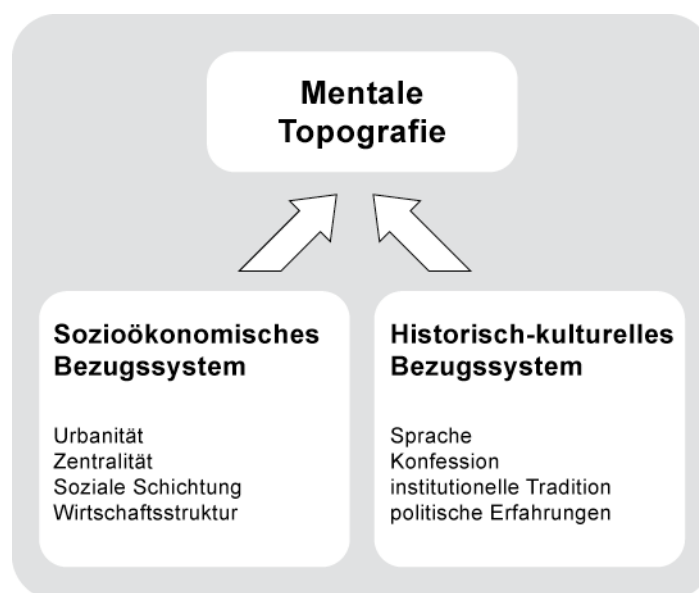 Mentale
Topografie
Sozioökonomisches
Bezugssystem
Urbanität
Zentralität
Soziale Schichtung
Wirtschaftsstruktur
Historisch-kulturelles
Bezugssystem
Sprache
Konfession
institutionelle Tradition
politische Erfahrungen